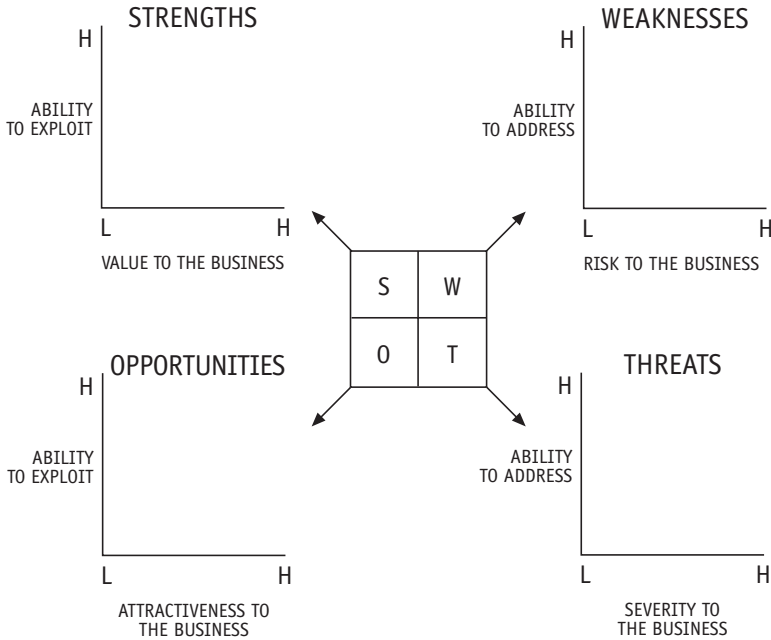 STRENGTHS
H
ABILITY
TO EXPLOIT
L H
VALUE TO THE BUSINESS
WEAKNESSES
H
ABILITY
TO ADDRESS
L H
RISK TO THE BUSINESS
S W
O T
OPPORTUNITIES
H
ABILITY
TO EXPLOIT
L H
ATTRACTIVENESS TO
THE BUSINESS
THREATS
H
ABILITY
TO ADDRESS
L H
SEVERITY TO
THE BUSINESS